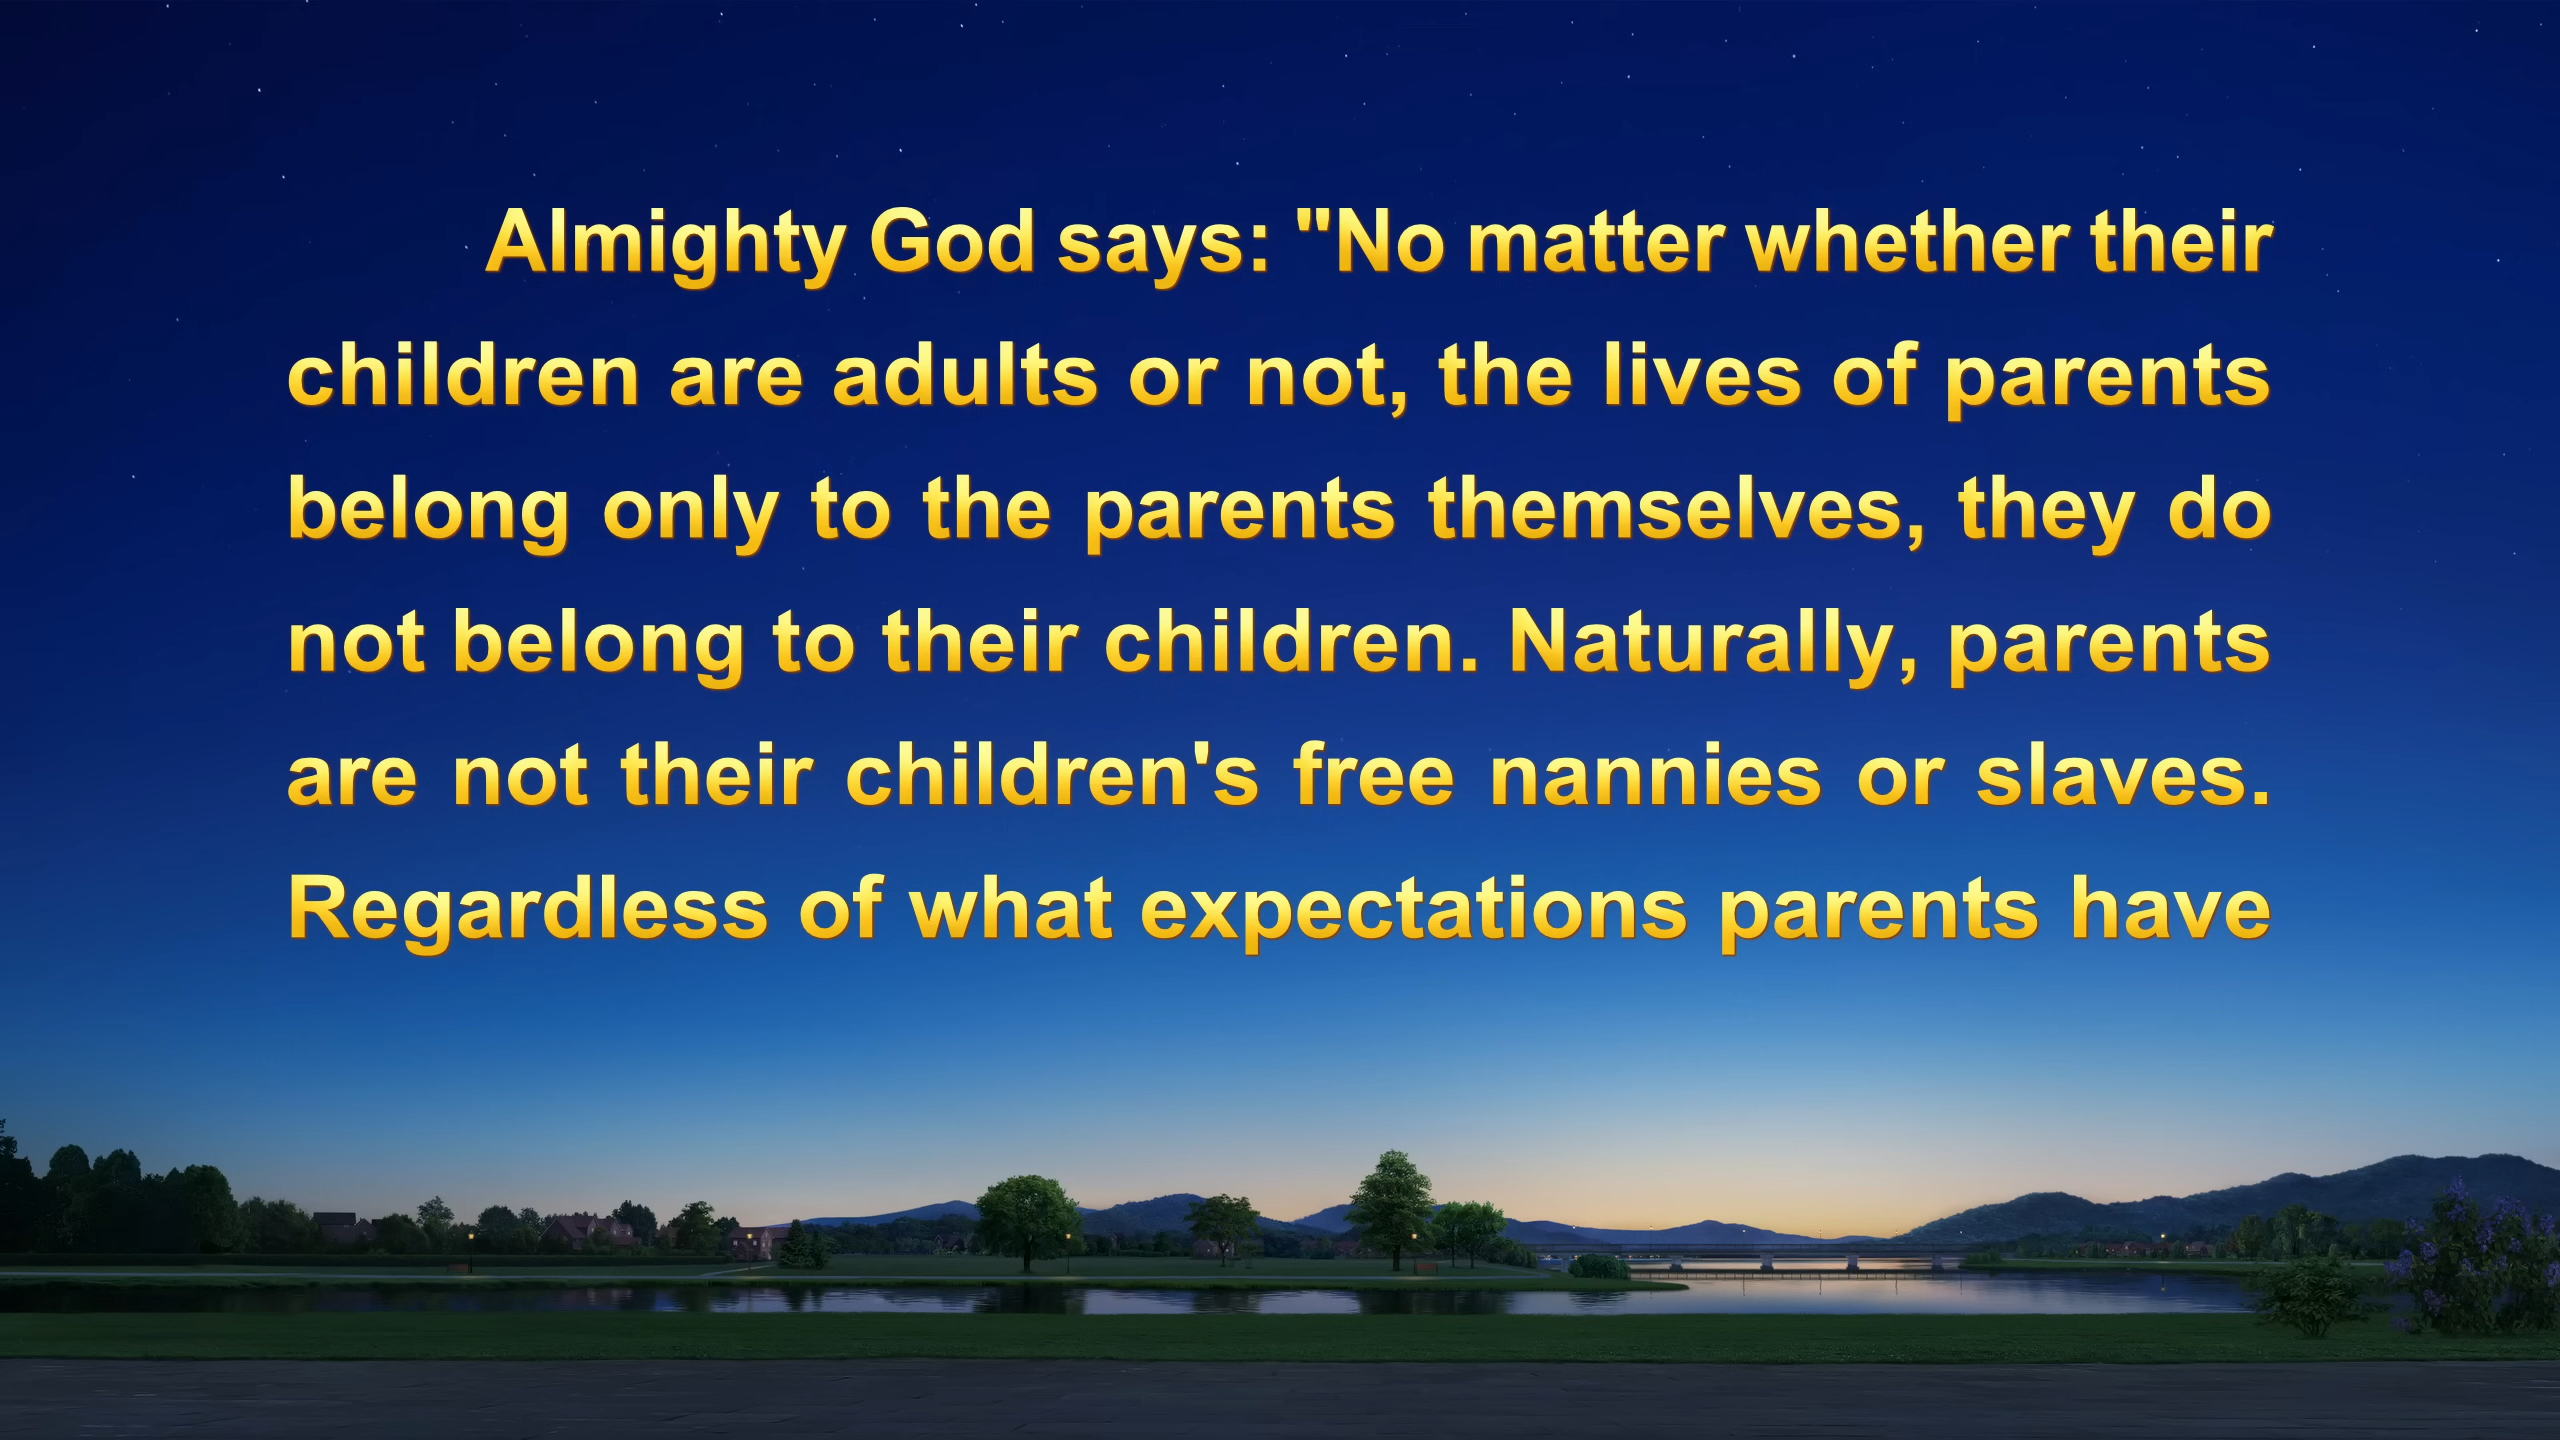 Almighty God says: "No matter whether their
children are adults or not, the lives of parents
belong only to the parents themselves, they do
not belong to their children. Naturally, parents
are not their children's free nannies or slaves.
Regardless of what expectations parents have